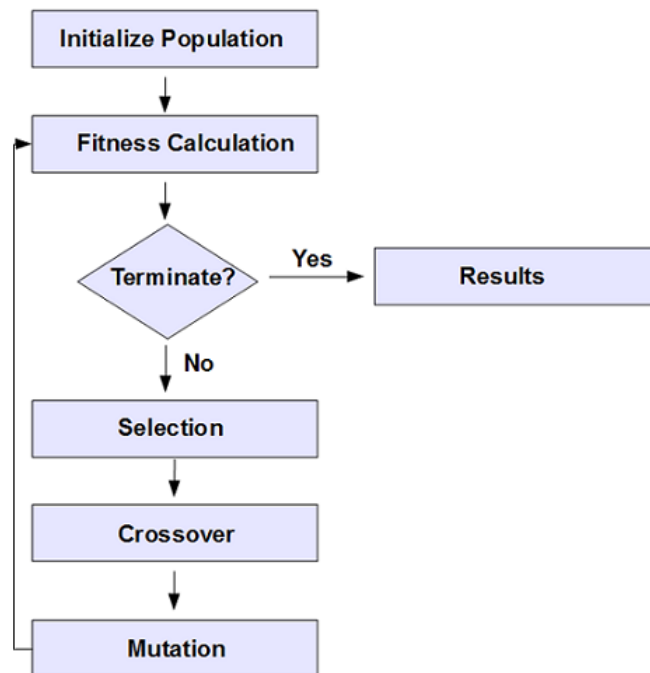 Initialize Population
Fitness Calculation
Terminate?
Yes
Results
No
Selection
Crossover
Mutation